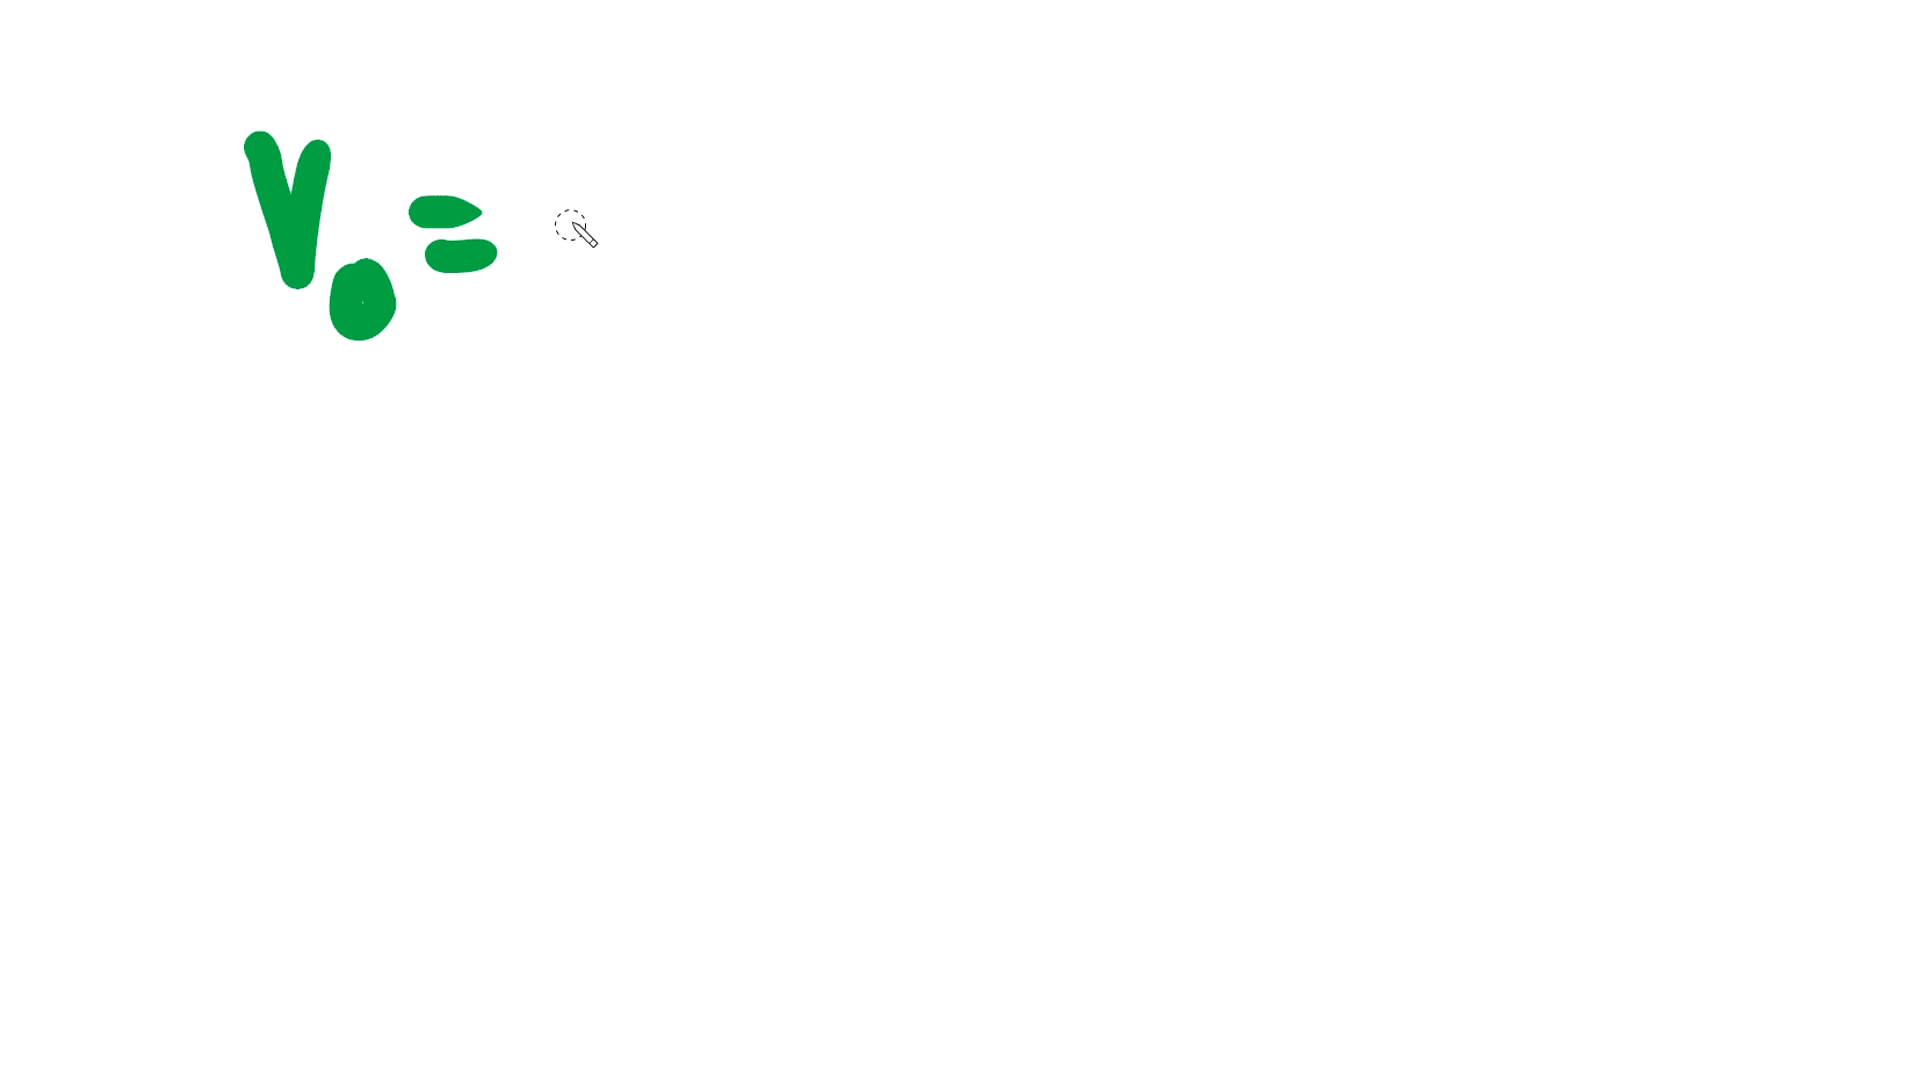 V₀ =